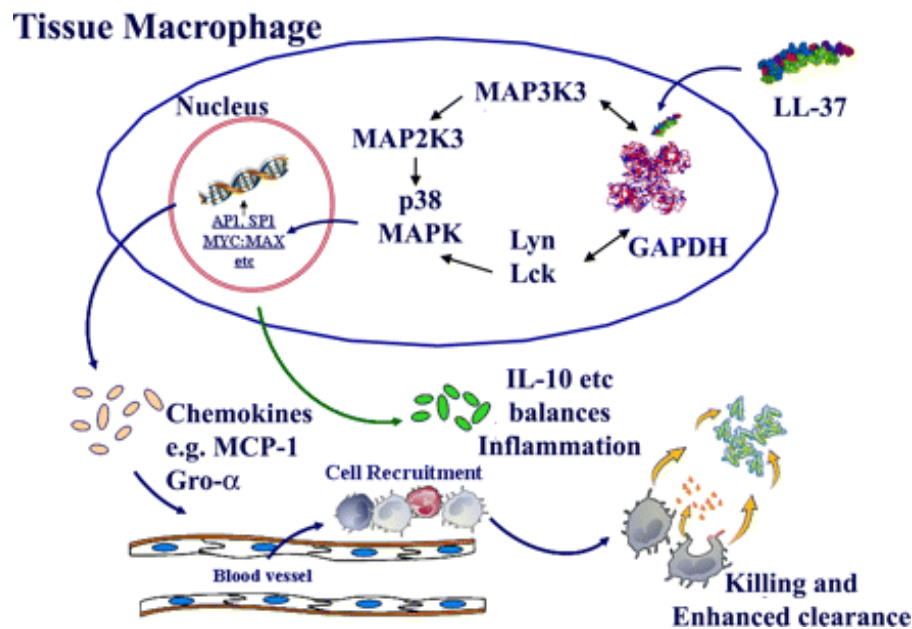 Tissue Macrophage
Nucleus
MAP3K3
LL-37
MAP2K3
p38
MAPK
AP1, SP1
MYC:MAX
etc
Lyn
Lck
GAPDH
Chemokines
e.g. MCP-1
Gro-α
IL-10 etc
balances
Inflammation
Cell Recruitment
Blood vessel
Killing and
Enhanced clearance